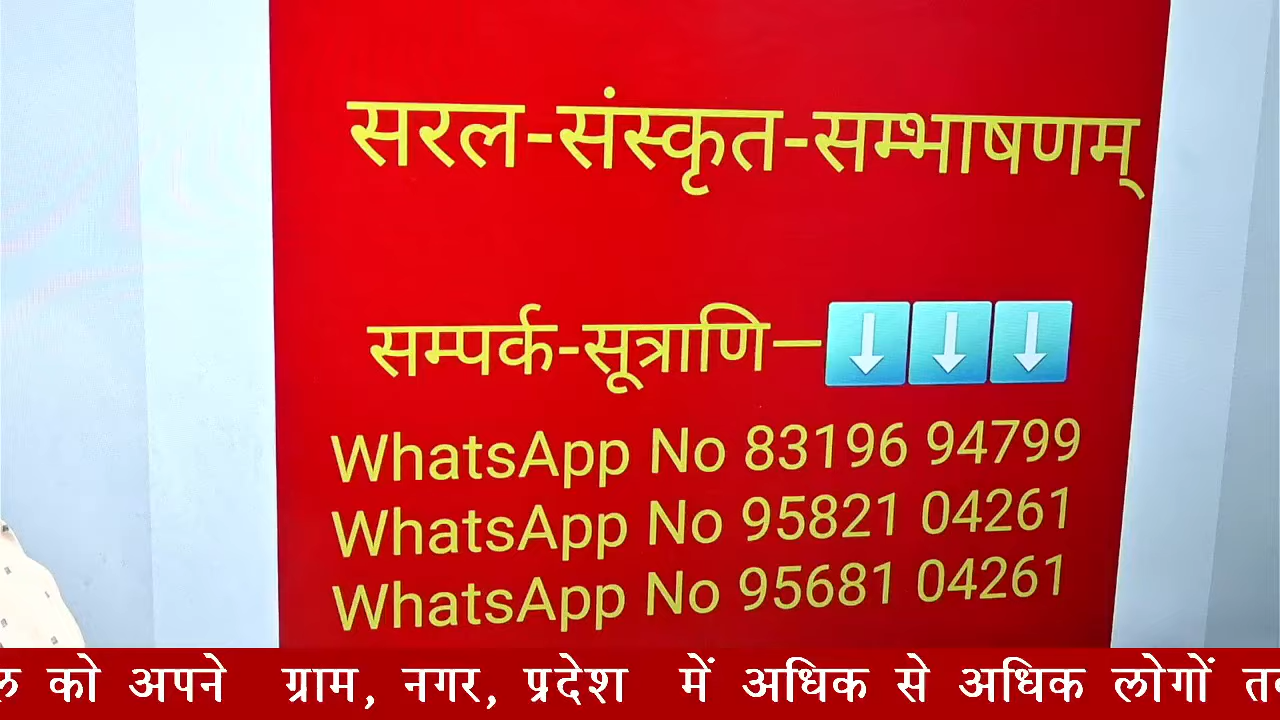 सरल-संस्कृत-सम्भाषणम्
सम्पर्क-सूत्राणि–
WhatsApp No 83196 94799
WhatsApp No 95821 04261
WhatsApp No 95681 04261
को अपने ग्राम, नगर, प्रदेश में अधिक से अधिक लोगों